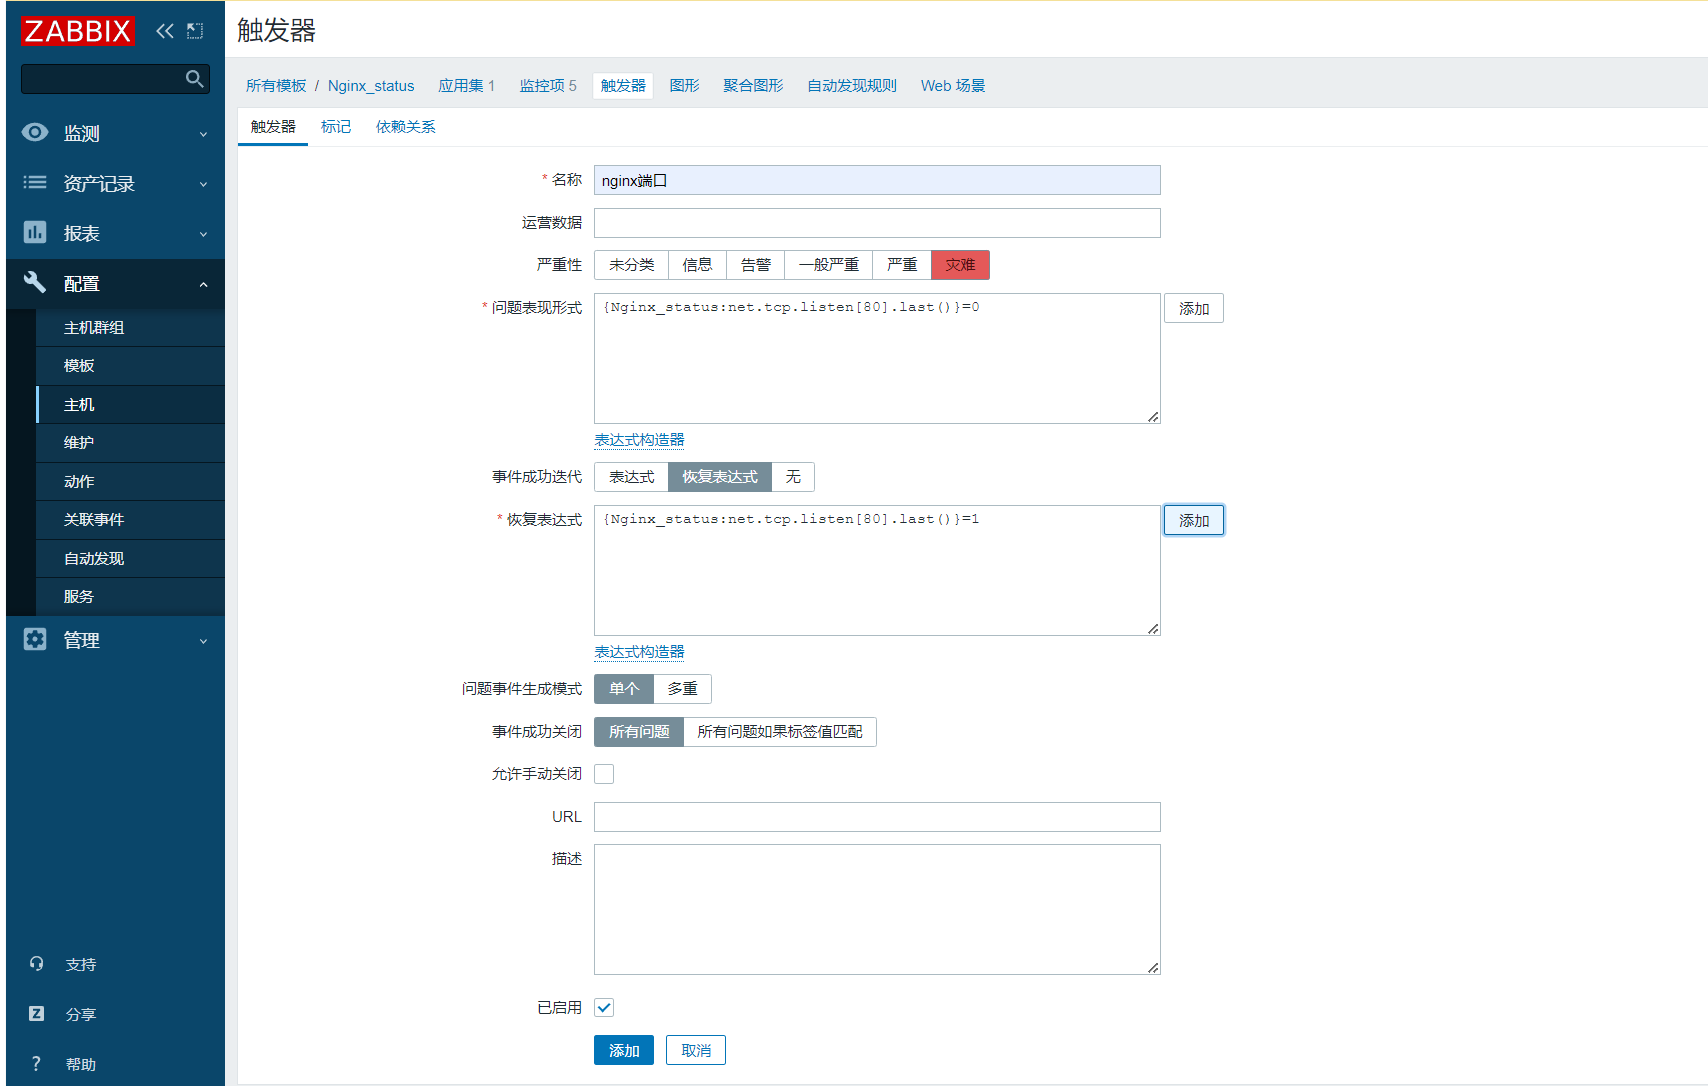 ZABBIX
监测
资产记录
报表
配置
主机群组
模板
主机
维护
动作
关联事件
自动发现
服务
管理
支持
Z 分享
? 帮助
触发器
所有模板 / Nginx_status 应用集 1 监控项 5 触发器 图形 聚合图形 自动发现规则 Web 场景
触发器 标记 依赖关系
* 名称 nginx端口
运营数据
严重性 未分类 信息 告警 一般严重 严重 灾难
* 问题表现形式 {Nginx_status:net.tcp.listen[80].last()}=0 添加
表达式构造器
事件成功迭代 表达式 恢复表达式 无
* 恢复表达式 {Nginx_status:net.tcp.listen[80].last()}=1 添加
表达式构造器
问题事件生成模式 单个 多重
事件成功关闭 所有问题 所有问题如果标签值匹配
允许手动关闭
URL
描述
已启用
添加 取消